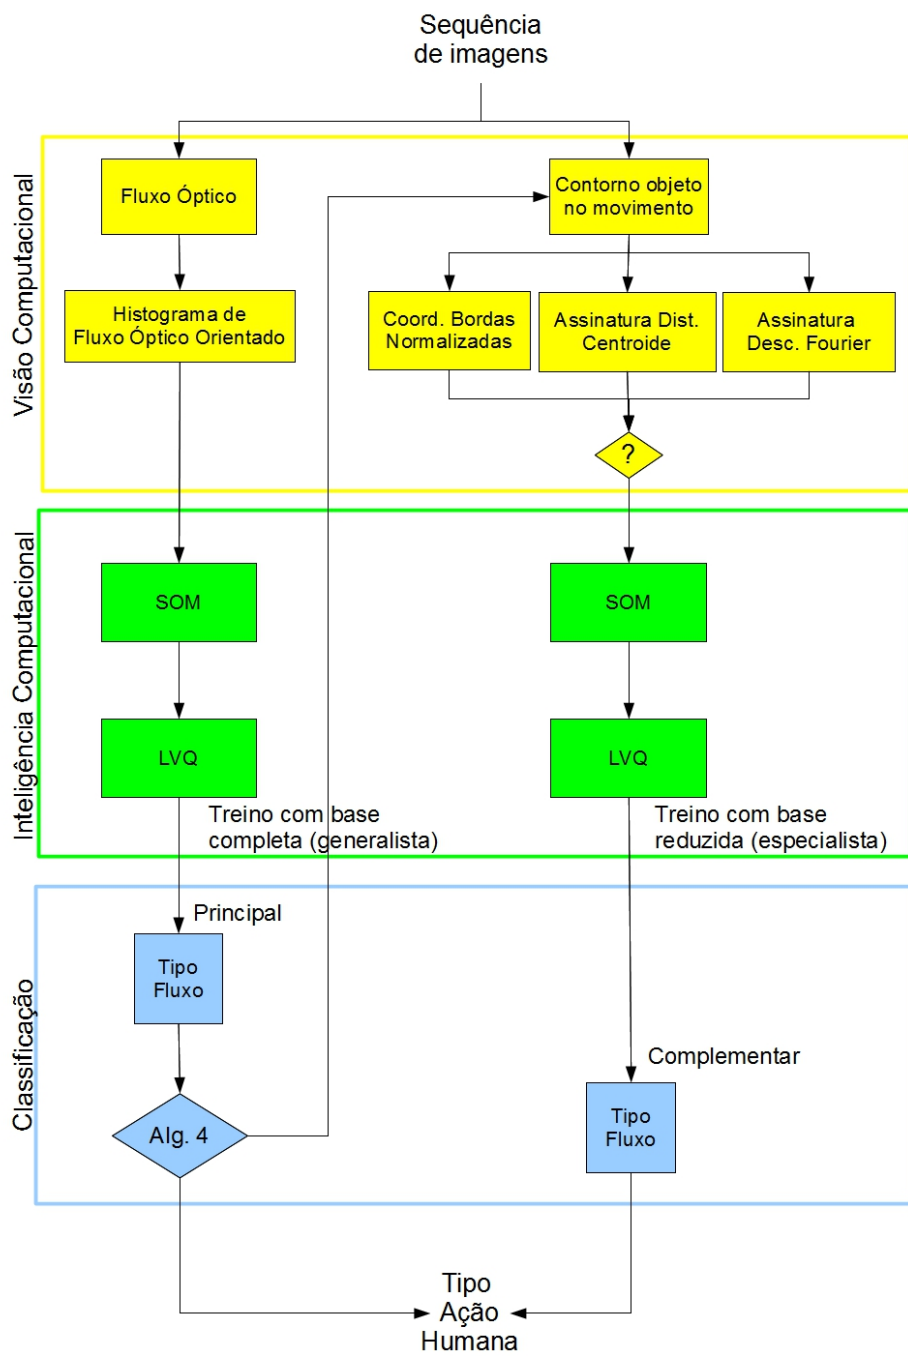 Sequência
de imagens
Visão Computacional
Fluxo Óptico
Contorno objeto
no movimento
Histograma de
Fluxo Óptico Orientado
Coord. Bordas
Normalizadas
Assinatura Dist.
Centroide
Assinatura
Desc. Fourier
?
Inteligência Computacional
SOM
SOM
LVQ
LVQ
Treino com base
completa (generalista)
Treino com base
reduzida (especialista)
Classificação
Principal
Tipo
Fluxo
Complementar
Alg. 4
Tipo
Fluxo
Tipo
Ação
Humana